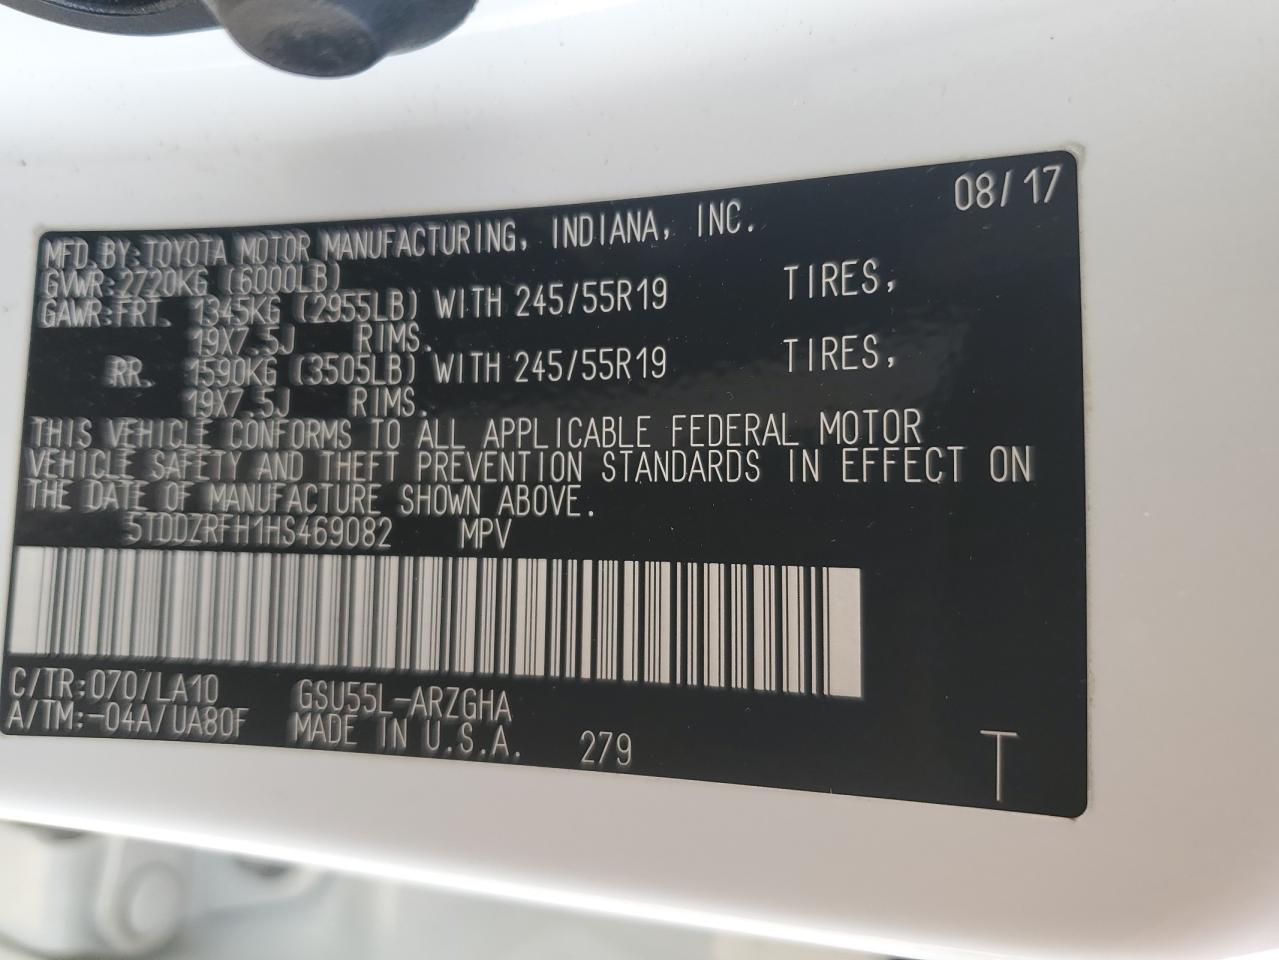 08/17
MFD.BY:TOYOTA MOTOR MANUFACTURING, INDIANA, INC.
GVWR:2720KG (6000LB)
GAWR:FRT. 1345KG (2955LB) WITH 245/55R19 TIRES,
19X7.5J RIMS.
RR. 1590KG (3505LB) WITH 245/55R19 TIRES,
19X7.5J RIMS.
THIS VEHICLE CONFORMS TO ALL APPLICABLE FEDERAL MOTOR
VEHICLE SAFETY AND THEFT PREVENTION STANDARDS IN EFFECT ON
THE DATE OF MANUFACTURE SHOWN ABOVE.
5TDDZRFH1HS469082 MPV
C/TR:070/LA10 GSU55L-ARZGHA
A/TM:-04A/UA80F MADE IN U.S.A. 279 T